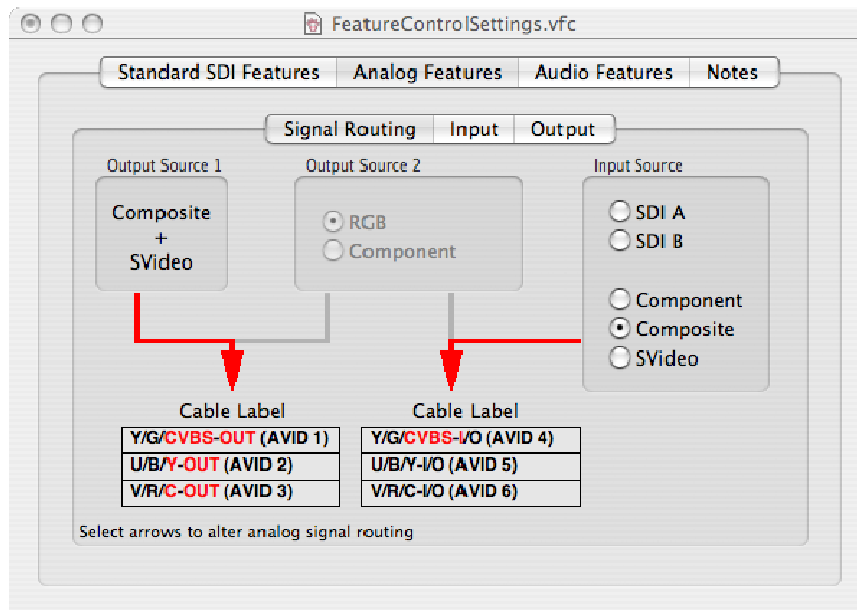 FeatureControlSettings.vfc
Standard SDI Features Analog Features Audio Features Notes
Signal Routing Input Output
Output Source 1 Output Source 2 Input Source
Composite
+
SVideo
RGB
Component
SDI A
SDI B
Component
Composite
SVideo
Cable Label
Y/G/CVBS-OUT (AVID 1)
U/B/Y-OUT (AVID 2)
V/R/C-OUT (AVID 3)
Cable Label
Y/G/CVBS-I/O (AVID 4)
U/B/Y-I/O (AVID 5)
V/R/C-I/O (AVID 6)
Select arrows to alter analog signal routing